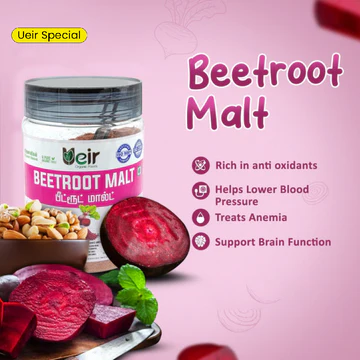 Ueir Special
Beetroot
Malt
Rich in anti oxidants
Helps Lower Blood
Pressure
Treats Anemia
Support Brain Function
Ueir
BEETROOT MALT
பீட்ரூட் மால்ட்